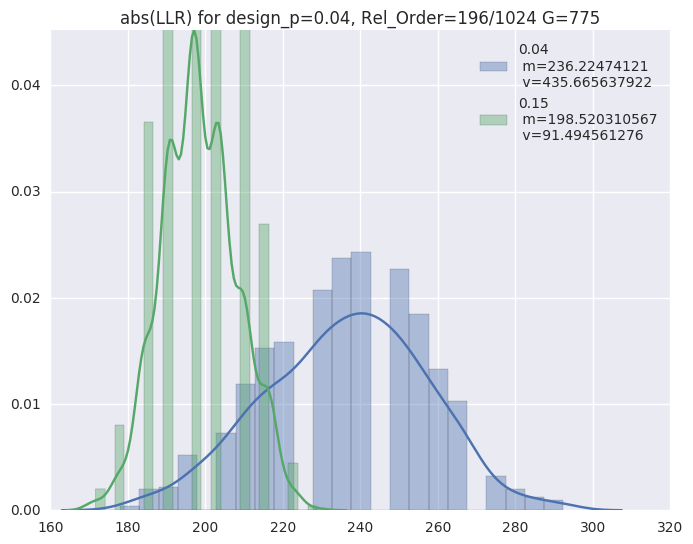 abs(LLR) for design_p=0.04, Rel_Order=196/1024 G=775
0.04
m=236.22474121
v=435.665637922
0.15
m=198.520310567
v=91.494561276
0.04
0.03
0.02
0.01
0.00
160 180 200 220 240 260 280 300 320